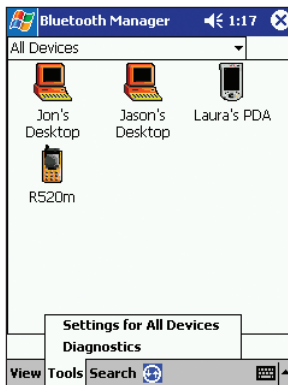 Bluetooth Manager 1:17
All Devices
Jon's Desktop
Jason's Desktop
Laura's PDA
R520m
Settings for All Devices
Diagnostics
View Tools Search